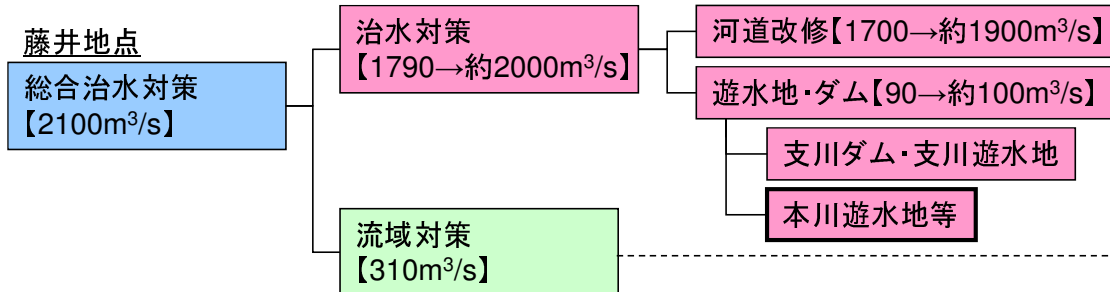 藤井地点
総合治水対策
【2100m³/s】
治水対策
【1790→約2000m³/s】
河道改修【1700→約1900m³/s】
遊水地・ダム【90→約100m³/s】
支川ダム・支川遊水地
本川遊水地等
流域対策
【310m³/s】